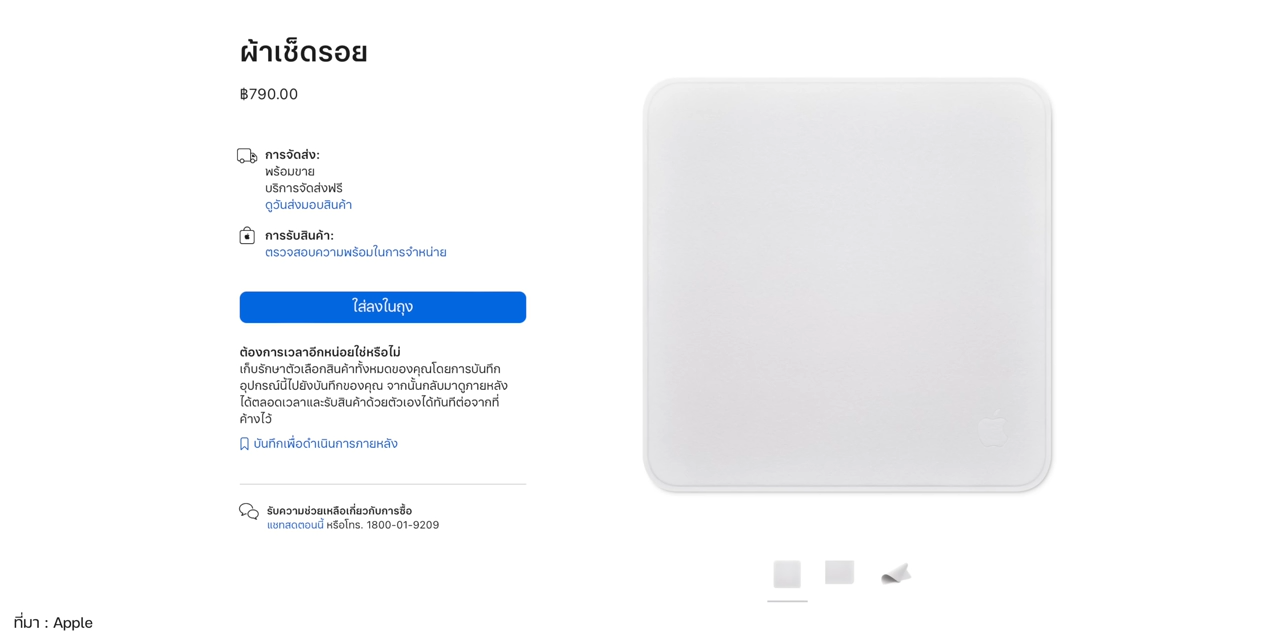 ผ้าเช็ดรอย
฿790.00
การจัดส่ง:
พร้อมขาย
บริการจัดส่งฟรี
ดูวันส่งมอบสินค้า
การรับสินค้า:
ตรวจสอบความพร้อมในการจำหน่าย
ใส่ลงในถุง
ต้องการเวลาอีกหน่อยใช่หรือไม่
เก็บรักษาตัวเลือกสินค้าทั้งหมดของคุณโดยการบันทึก
อุปกรณ์นี้ไปยังบันทึกของคุณ จากนั้นกลับมาดูภายหลัง
ได้ตลอดเวลาและรับสินค้าด้วยตัวเองได้ทันทีต่อจากที่
ค้างไว้
บันทึกเพื่อดำเนินการภายหลัง
รับความช่วยเหลือเกี่ยวกับการซื้อ
แชทสดตอนนี้ หรือโทร. 1800-01-9209
ที่มา : Apple